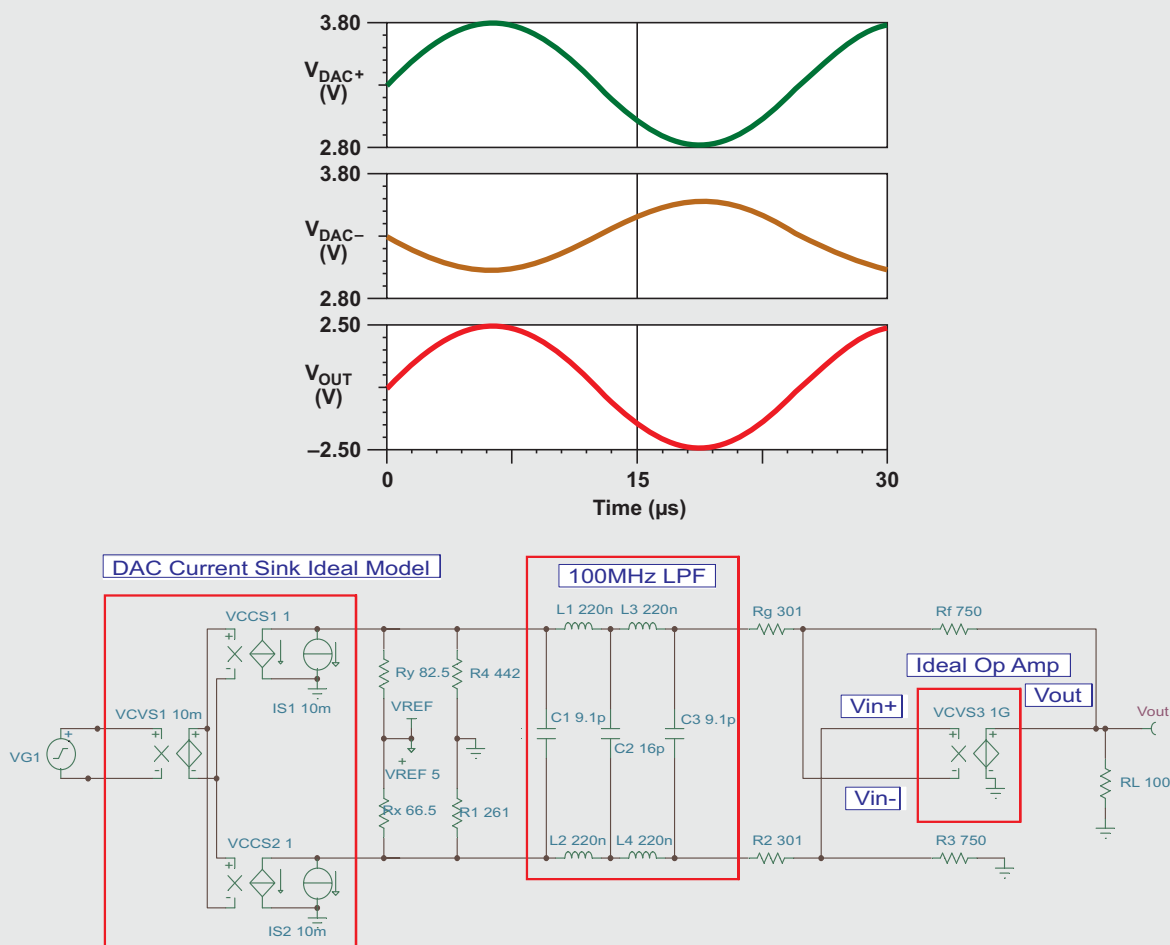 3.80
V_DAC+
(V)
2.80
3.80
V_DAC–
(V)
2.80
2.50
V_OUT
(V)
–2.50
0 15 30
Time (µs)
DAC Current Sink Ideal Model
100MHz LPF
VCCS1 1
IS1 10m
VCVS1 10m
VG1
+
-
VCCS2 1
IS2 10m
Ry 82.5
R4 442
VREF
VREF 5
+
Rx 66.5
R1 261
L1 220n
L3 220n
C1 9.1p
C2 16p
C3 9.1p
L2 220n
L4 220n
Rg 301
Rf 750
Ideal Op Amp
Vin+
Vout
VCVS3 1G
Vout
Vin-
RL 100
R2 301
R3 750